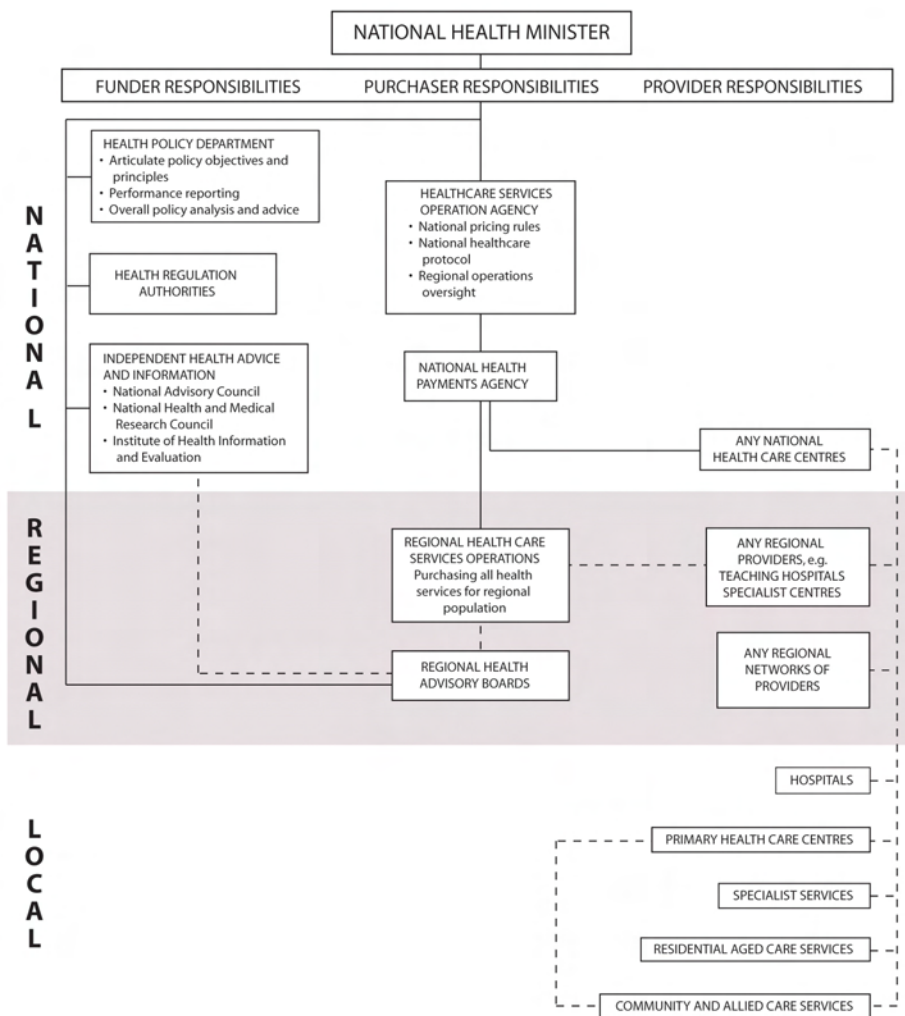 NATIONAL HEALTH MINISTER
FUNDER RESPONSIBILITIES
PURCHASER RESPONSIBILITIES
PROVIDER RESPONSIBILITIES
NATIONAL
HEALTH POLICY DEPARTMENT
• Articulate policy objectives and
principles
• Performance reporting
• Overall policy analysis and advice
HEALTHCARE SERVICES
OPERATION AGENCY
• National pricing rules
• National healthcare
protocol
• Regional operations
oversight
HEALTH REGULATION
AUTHORITIES
INDEPENDENT HEALTH ADVICE
AND INFORMATION
• National Advisory Council
• National Health and Medical
Research Council
• Institute of Health Information
and Evaluation
NATIONAL HEALTH
PAYMENTS AGENCY
ANY NATIONAL
HEALTH CARE CENTRES
REGIONAL
REGIONAL HEALTH CARE
SERVICES OPERATIONS
Purchasing all health
services for regional
population
ANY REGIONAL
PROVIDERS, e.g.
TEACHING HOSPITALS
SPECIALIST CENTRES
REGIONAL HEALTH
ADVISORY BOARDS
ANY REGIONAL
NETWORKS OF
PROVIDERS
LOCAL
HOSPITALS
PRIMARY HEALTH CARE CENTRES
SPECIALIST SERVICES
RESIDENTIAL AGED CARE SERVICES
COMMUNITY AND ALLIED CARE SERVICES